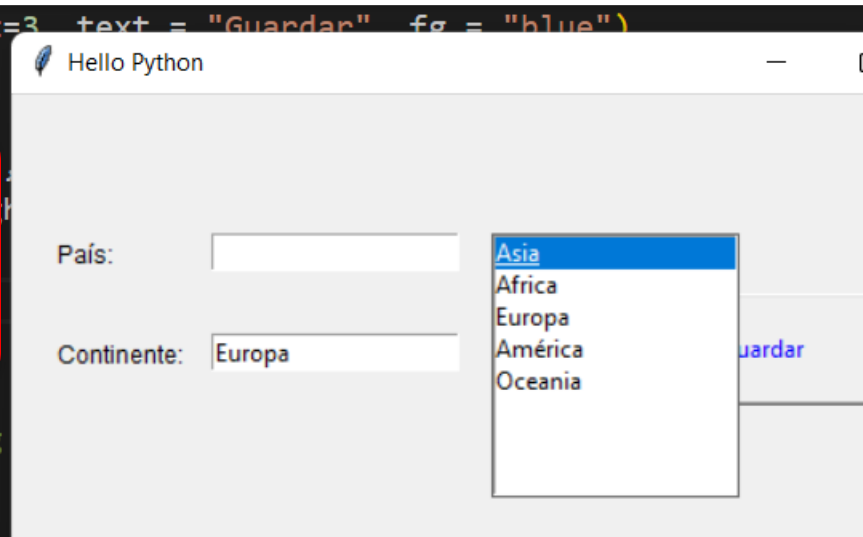 =3, text = "Guardar", fg = "blue")
Hello Python
País:
Asia
Africa
Europa
Continente:
Europa
América
uardar
Oceania